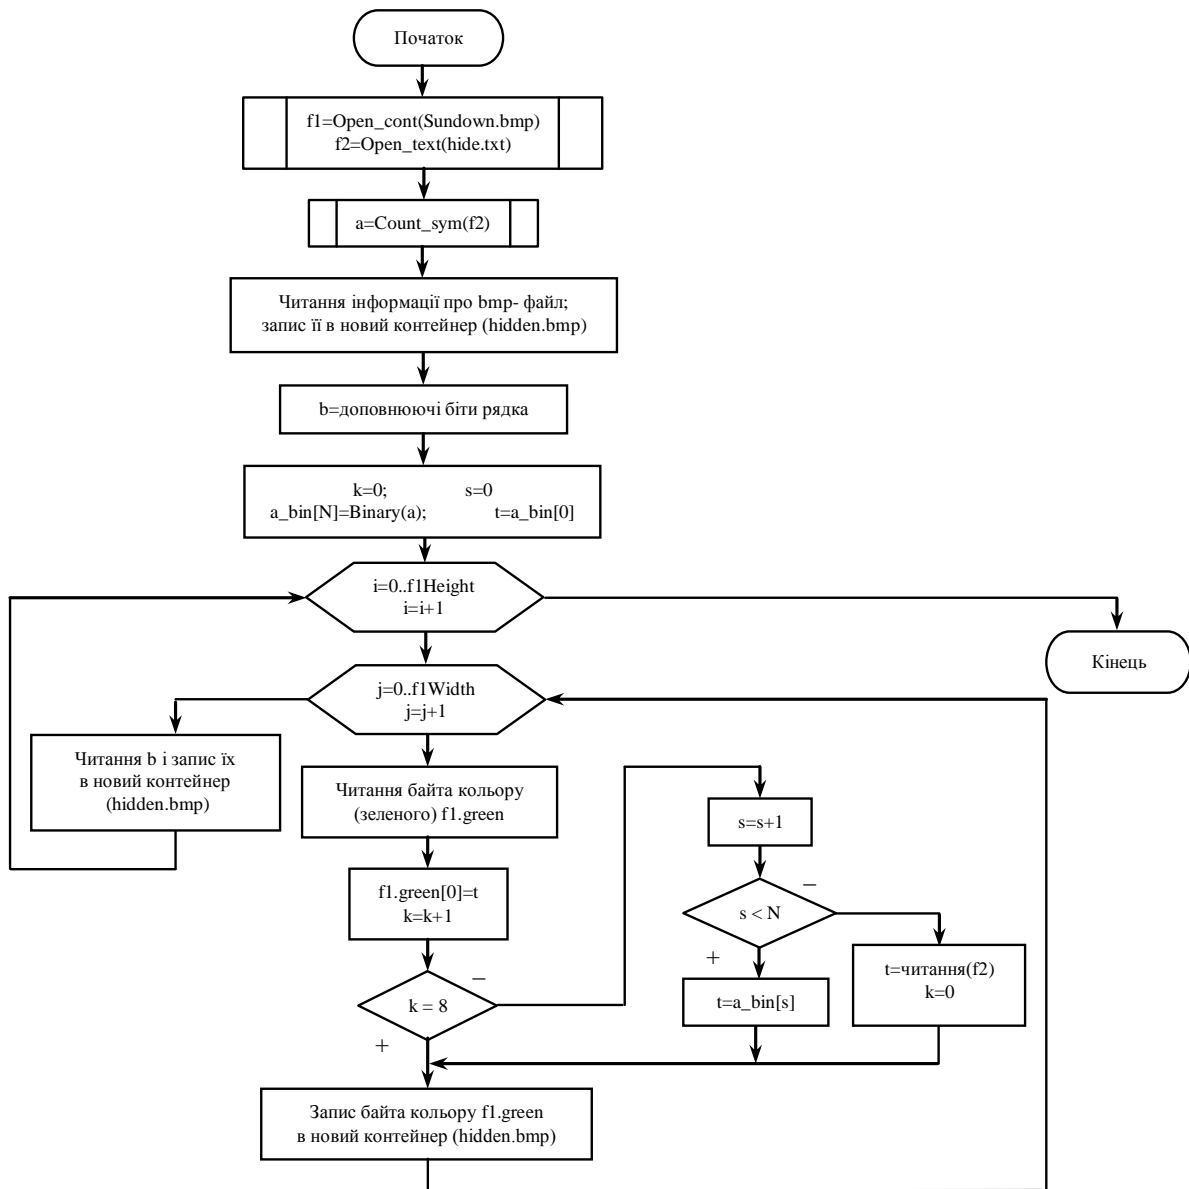 Початок
f1=Open_cont(Sundown.bmp)
f2=Open_text(hide.txt)
a=Count_sym(f2)
Читання інформації про bmp- файл;
запис її в новий контейнер (hidden.bmp)
b=доповнюючі біти рядка
k=0; s=0
a_bin[N]=Binary(a); t=a_bin[0]
i=0..f1Height
i=i+1
Кінець
j=0..f1Width
j=j+1
Читання b і запис їх
в новий контейнер
(hidden.bmp)
Читання байта кольору
(зеленого) f1.green
s=s+1
f1.green[0]=t
k=k+1
–
s < N
+
t=читання(f2)
k=0
–
k = 8
+
t=a_bin[s]
Запис байта кольору f1.green
в новий контейнер (hidden.bmp)